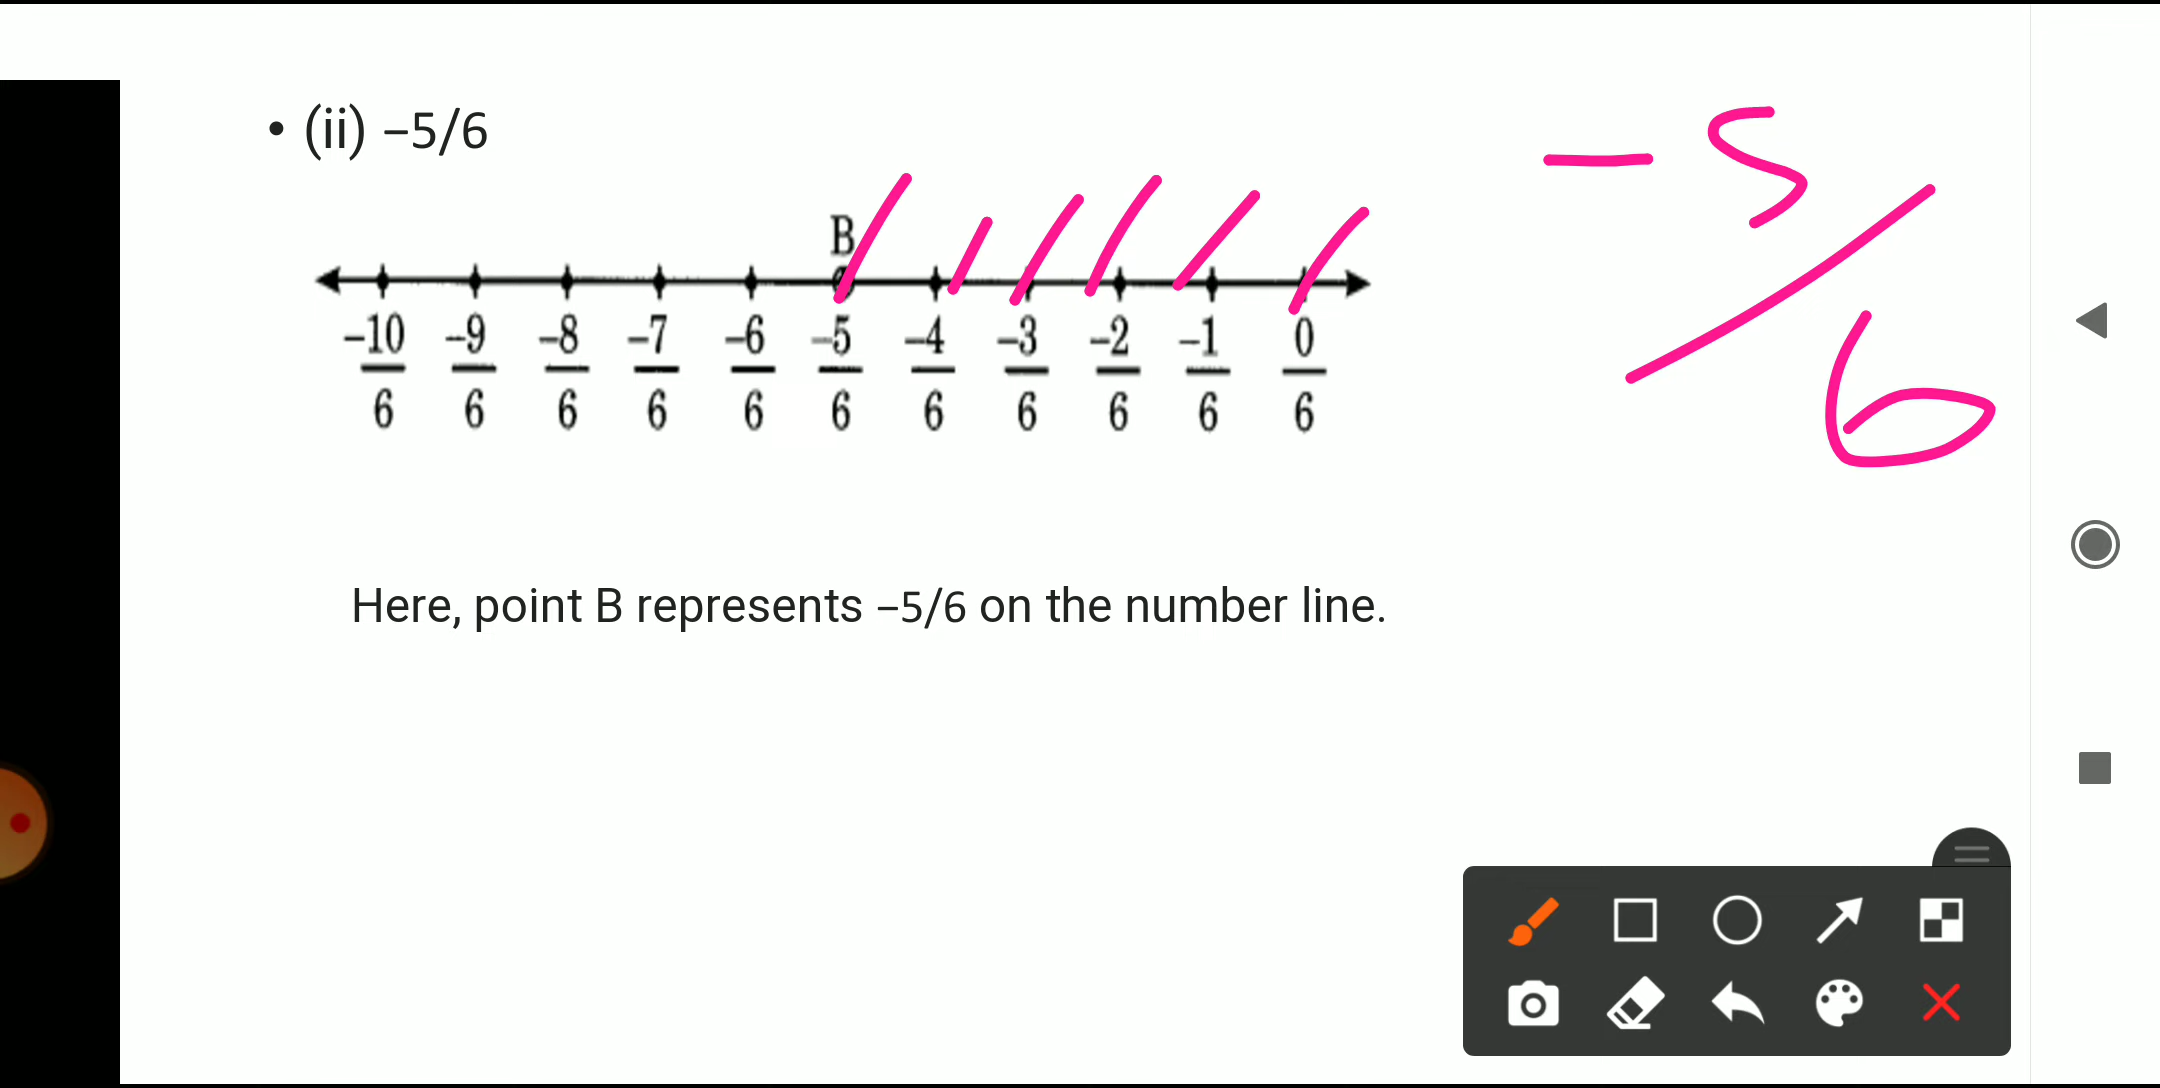 • (ii) –5/6
B
–10 –9 –8 –7 –6 –5 –4 –3 –2 –1 0
6 6 6 6 6 6 6 6 6 6 6
Here, point B represents –5/6 on the number line.
– 5/6